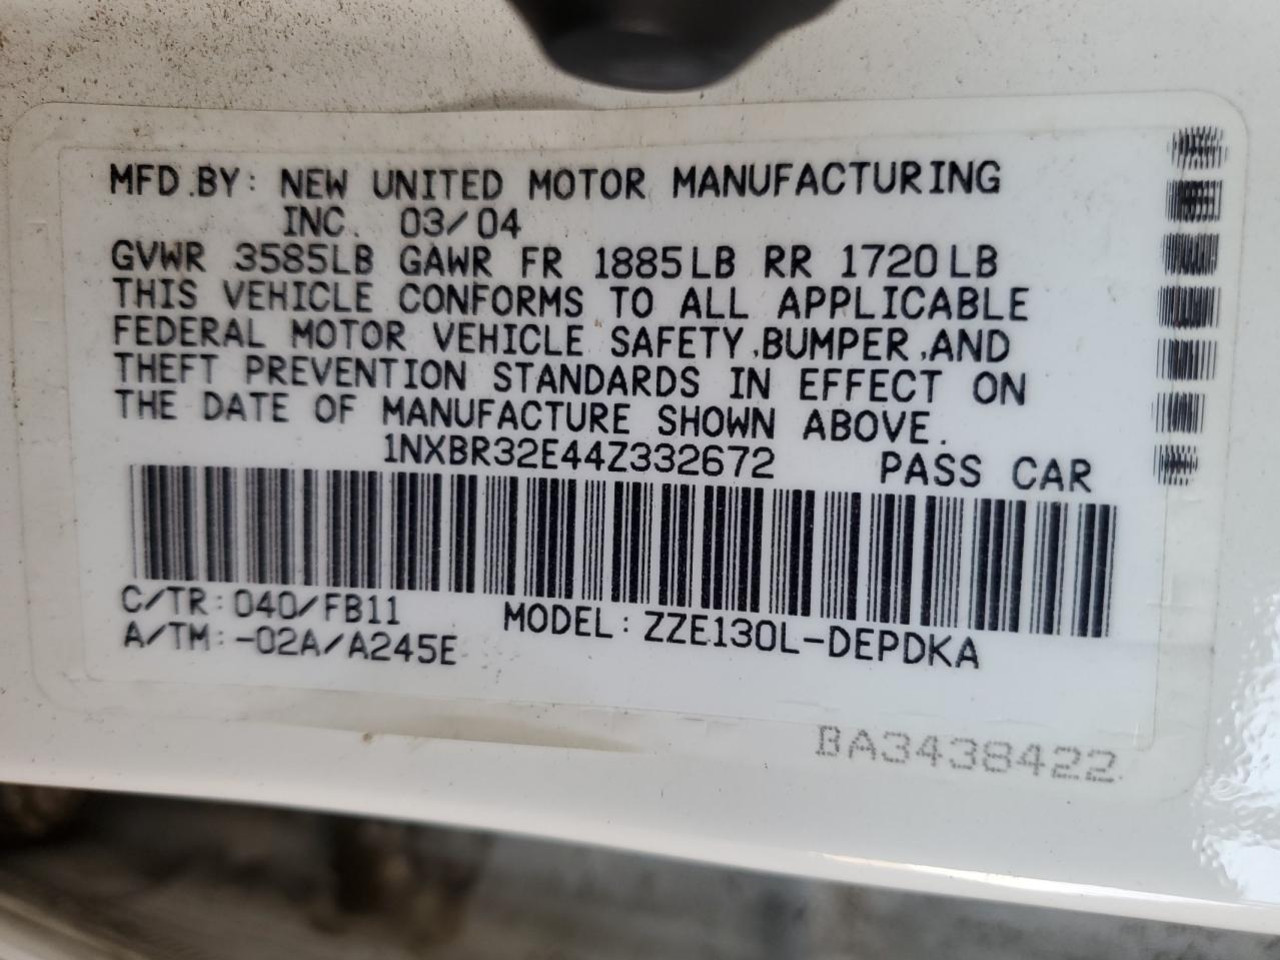 MFD.BY: NEW UNITED MOTOR MANUFACTURING
INC. 03/04
GVWR 3585LB GAWR FR 1885LB RR 1720LB
THIS VEHICLE CONFORMS TO ALL APPLICABLE
FEDERAL MOTOR VEHICLE SAFETY,BUMPER,AND
THEFT PREVENTION STANDARDS IN EFFECT ON
THE DATE OF MANUFACTURE SHOWN ABOVE.
1NXBR32E44Z332672 PASS CAR
C/TR:040/FB11 MODEL:ZZE130L-DEPDKA
A/TM:-02A/A245E
BA3438422